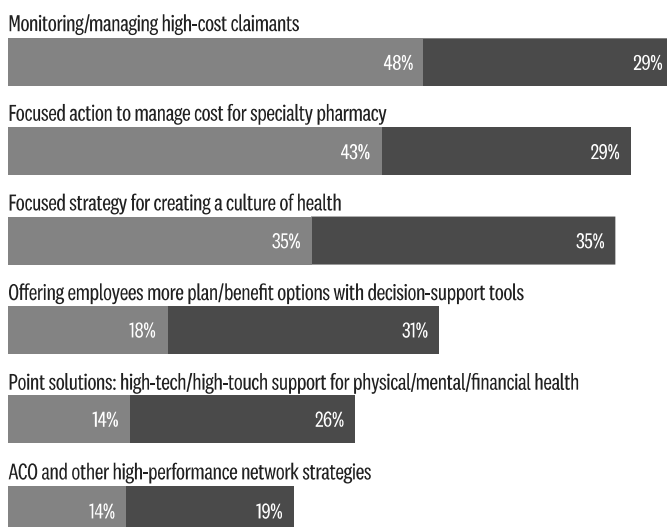 Monitoring/managing high-cost claimants
48% 29%
Focused action to manage cost for specialty pharmacy
43% 29%
Focused strategy for creating a culture of health
35% 35%
Offering employees more plan/benefit options with decision-support tools
18% 31%
Point solutions: high-tech/high-touch support for physical/mental/financial health
14% 26%
ACO and other high-performance network strategies
14% 19%